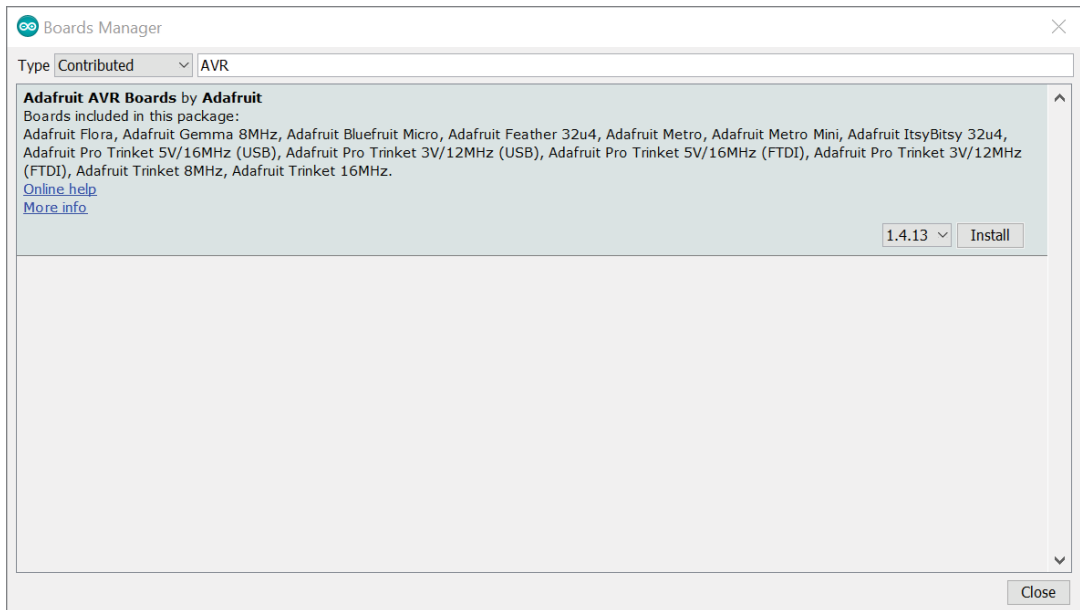 Boards Manager
Type Contributed AVR
Adafruit AVR Boards by Adafruit
Boards included in this package:
Adafruit Flora, Adafruit Gemma 8MHz, Adafruit Bluefruit Micro, Adafruit Feather 32u4, Adafruit Metro, Adafruit Metro Mini, Adafruit ItsyBitsy 32u4,
Adafruit Pro Trinket 5V/16MHz (USB), Adafruit Pro Trinket 3V/12MHz (USB), Adafruit Pro Trinket 5V/16MHz (FTDI), Adafruit Pro Trinket 3V/12MHz
(FTDI), Adafruit Trinket 8MHz, Adafruit Trinket 16MHz.
Online help
More info
1.4.13 Install
Close